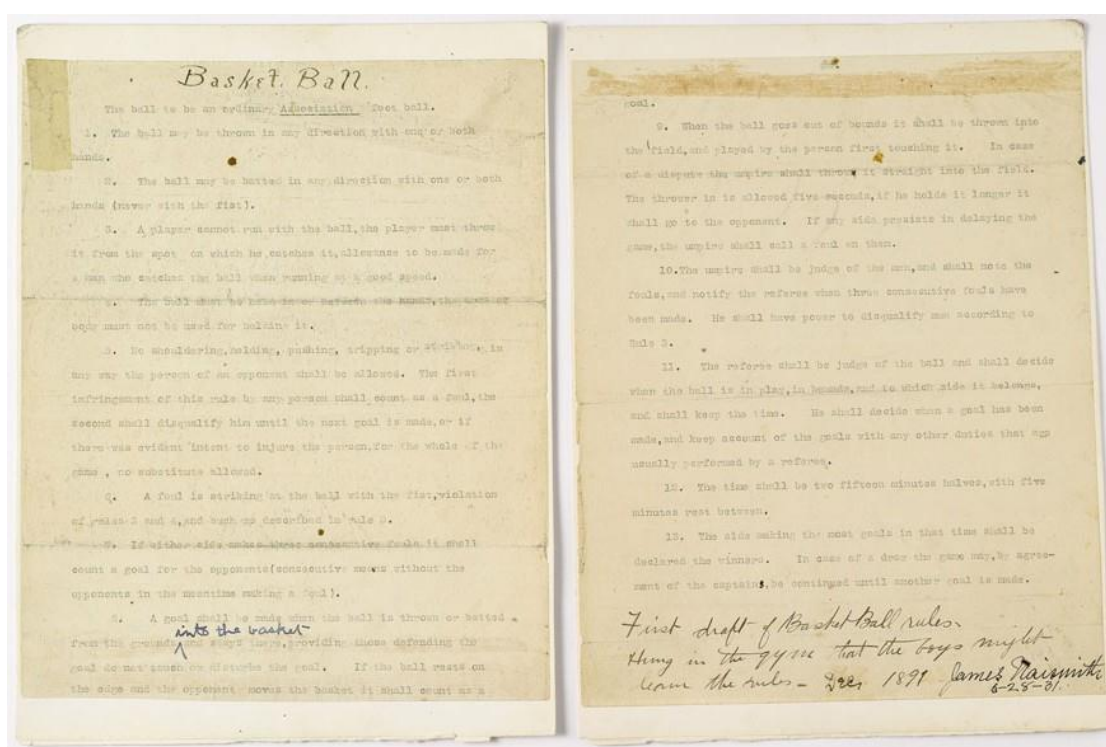 Basket Ball.
The ball to be an ordinary Association foot ball.
1. The ball may be thrown in any direction with one or both
hands.
2. The ball may be batted in any direction with one or both
hands (never with the fist).
3. A player cannot run with the ball, the player must throw
it from the spot on which he catches it, allowance to be made for
a man who catches the ball when running at a good speed.
4. The ball must be held in or between the hands, the arms or
body must not be used for holding it.
5. No shouldering, holding, pushing, tripping or striking, in
any way the person of an opponent shall be allowed. The first
infringement of this rule by any person shall count as a foul, the
second shall disqualify him until the next goal is made, or if
there was evident intent to injure the person, for the whole of the
game, no substitute allowed.
6. A foul is striking at the ball with the fist, violation
of rules 3 and 4, and such as described in rule 5.
7. If either side makes three consecutive fouls it shall
count a goal for the opponents (consecutive means without the
opponents in the meantime making a foul).
8. A goal shall be made when the ball is thrown or batted
into the basket
from the grounds and stays there, providing those defending the
goal do not touch or disturb the goal. If the ball rests on
the edge and the opponent moves the basket it shall count as a
goal.
9. When the ball goes out of bounds it shall be thrown into
the field, and played by the person first touching it. In case
of a dispute the umpire shall throw it straight into the field.
The thrower in is allowed five seconds, if he holds it longer it
shall go to the opponent. If any side persists in delaying the
game, the umpire shall call a foul on them.
10. The umpire shall be judge of the men, and shall note the
fouls, and notify the referee when three consecutive fouls have
been made. He shall have power to disqualify men according to
Rule 5.
11. The referee shall be judge of the ball and shall decide
when the ball is in play, in bounds, and to which side it belongs,
and shall keep the time. He shall decide when a goal has been
made, and keep account of the goals with any other duties that are
usually performed by a referee.
12. The time shall be two fifteen minutes halves, with five
minutes rest between.
13. The side making the most goals in that time shall be
declared the winners. In case of a draw the game may, by agree-
ment of the captains, be continued until another goal is made.
First draft of Basket Ball rules.
Hung in the gym that the boys might
learn the rules - Dec 1891 James Naismith
6-28-31.